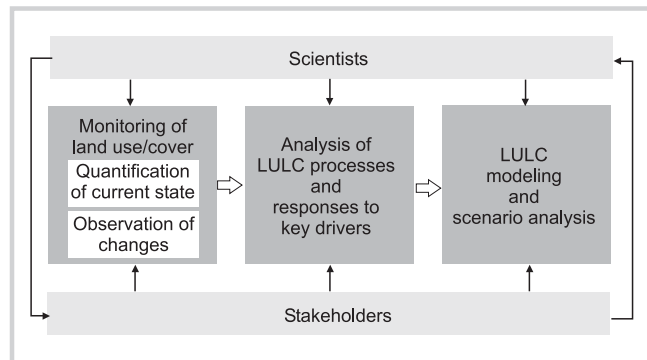 Scientists
Monitoring of
land use/cover
Quantification
of current state
Observation of
changes
Analysis of
LULC processes
and
responses to
key drivers
LULC
modeling
and
scenario analysis
Stakeholders